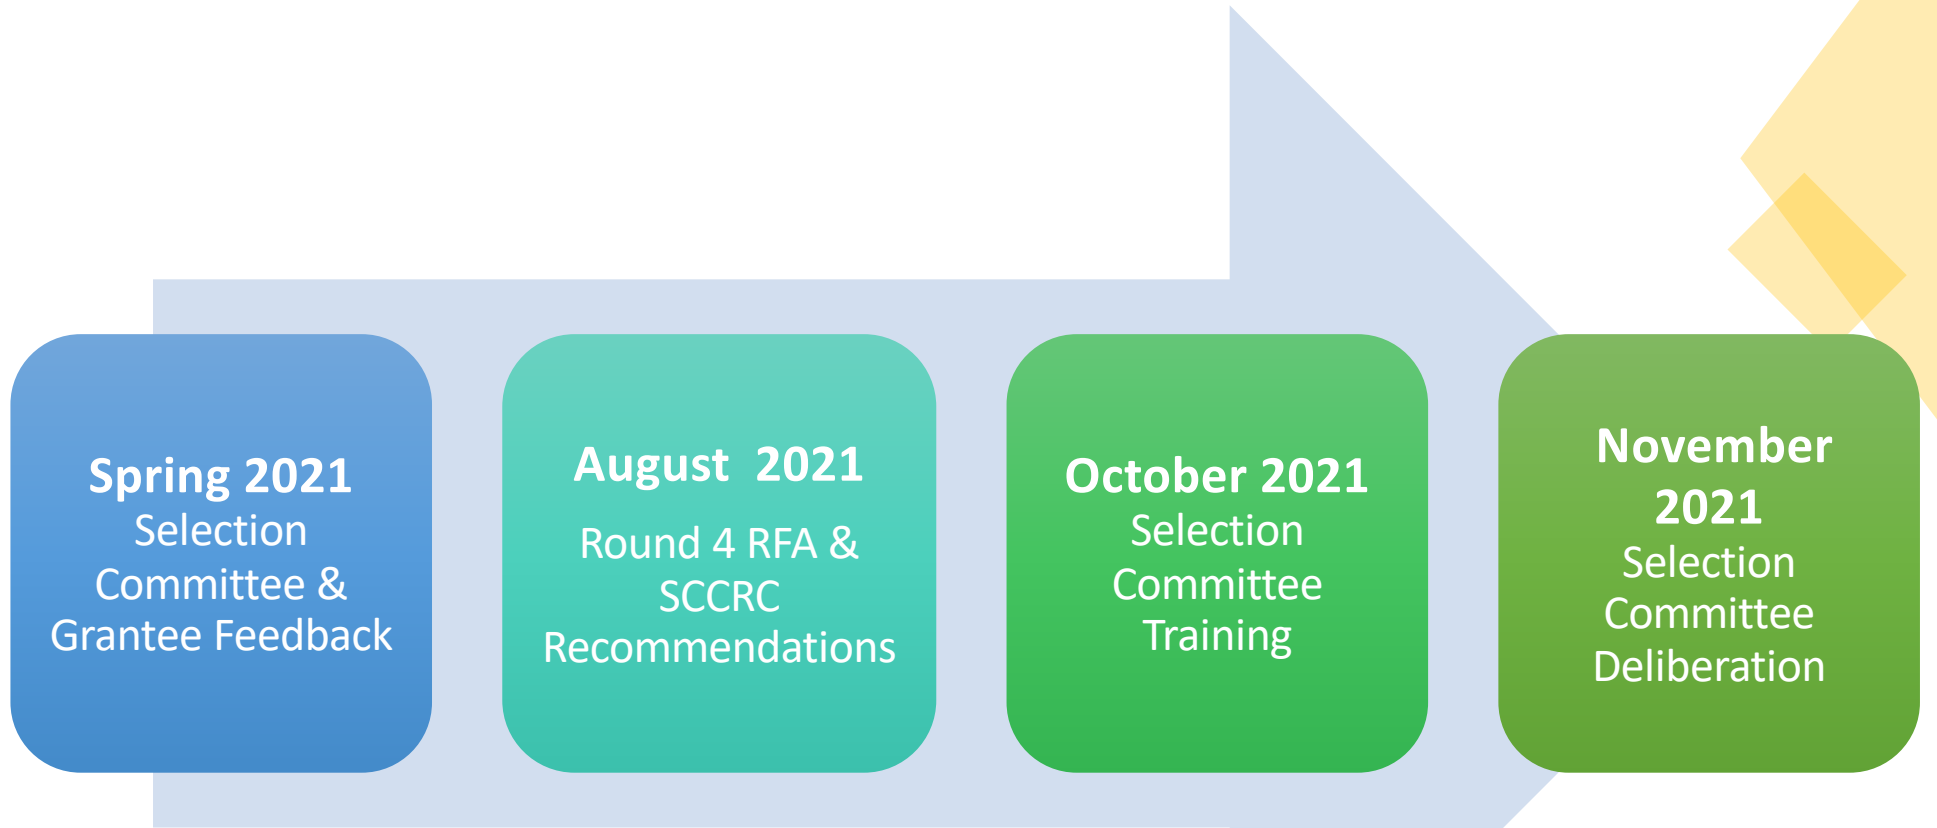 Spring 2021
Selection
Committee &
Grantee Feedback
August  2021
Round 4 RFA &
SCCRC
Recommendations
October 2021
Selection
Committee
Training
November
2021
Selection
Committee
Deliberation